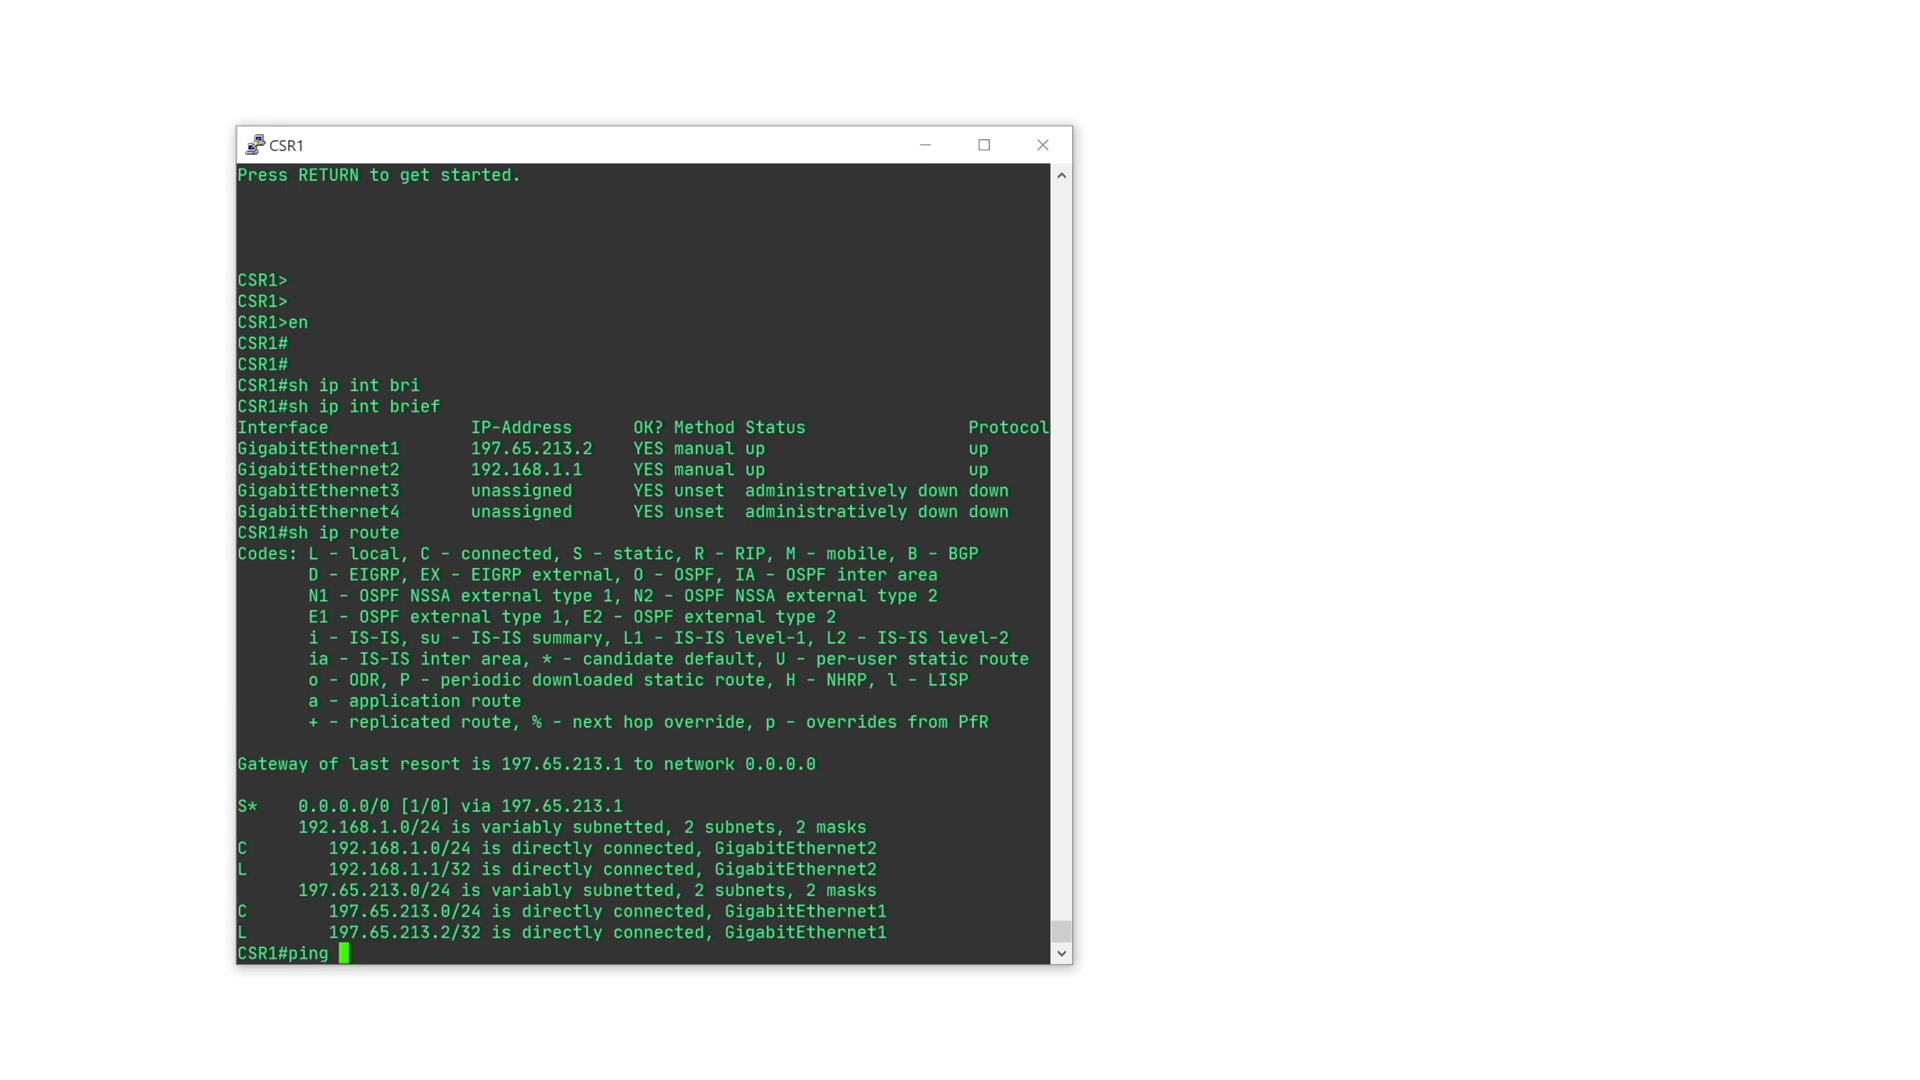 CSR1
Press RETURN to get started.
CSR1>
CSR1>
CSR1>en
CSR1#
CSR1#
CSR1#sh ip int bri
CSR1#sh ip int brief
Interface              IP-Address      OK? Method Status                Protocol
GigabitEthernet1       197.65.213.2    YES manual up                    up
GigabitEthernet2       192.168.1.1     YES manual up                    up
GigabitEthernet3       unassigned      YES unset  administratively down down
GigabitEthernet4       unassigned      YES unset  administratively down down
CSR1#sh ip route
Codes: L - local, C - connected, S - static, R - RIP, M - mobile, B - BGP
       D - EIGRP, EX - EIGRP external, O - OSPF, IA - OSPF inter area
       N1 - OSPF NSSA external type 1, N2 - OSPF NSSA external type 2
       E1 - OSPF external type 1, E2 - OSPF external type 2
       i - IS-IS, su - IS-IS summary, L1 - IS-IS level-1, L2 - IS-IS level-2
       ia - IS-IS inter area, * - candidate default, U - per-user static route
       o - ODR, P - periodic downloaded static route, H - NHRP, l - LISP
       a - application route
       + - replicated route, % - next hop override, p - overrides from PfR
Gateway of last resort is 197.65.213.1 to network 0.0.0.0
S*    0.0.0.0/0 [1/0] via 197.65.213.1
      192.168.1.0/24 is variably subnetted, 2 subnets, 2 masks
C        192.168.1.0/24 is directly connected, GigabitEthernet2
L        192.168.1.1/32 is directly connected, GigabitEthernet2
      197.65.213.0/24 is variably subnetted, 2 subnets, 2 masks
C        197.65.213.0/24 is directly connected, GigabitEthernet1
L        197.65.213.2/32 is directly connected, GigabitEthernet1
CSR1#ping